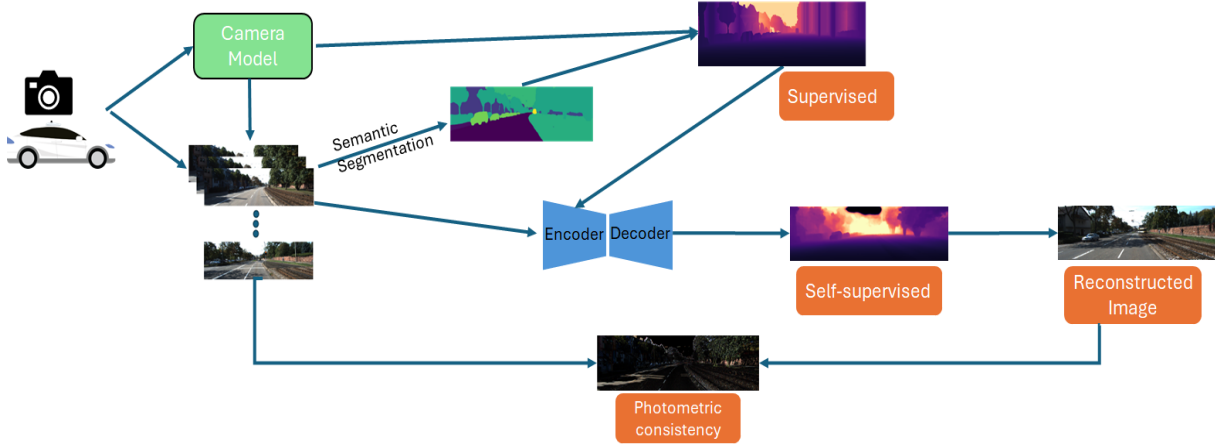 Camera
Model
Supervised
Semantic
Segmentation
Encoder
Decoder
Self-supervised
Reconstructed
Image
Photometric
consistency